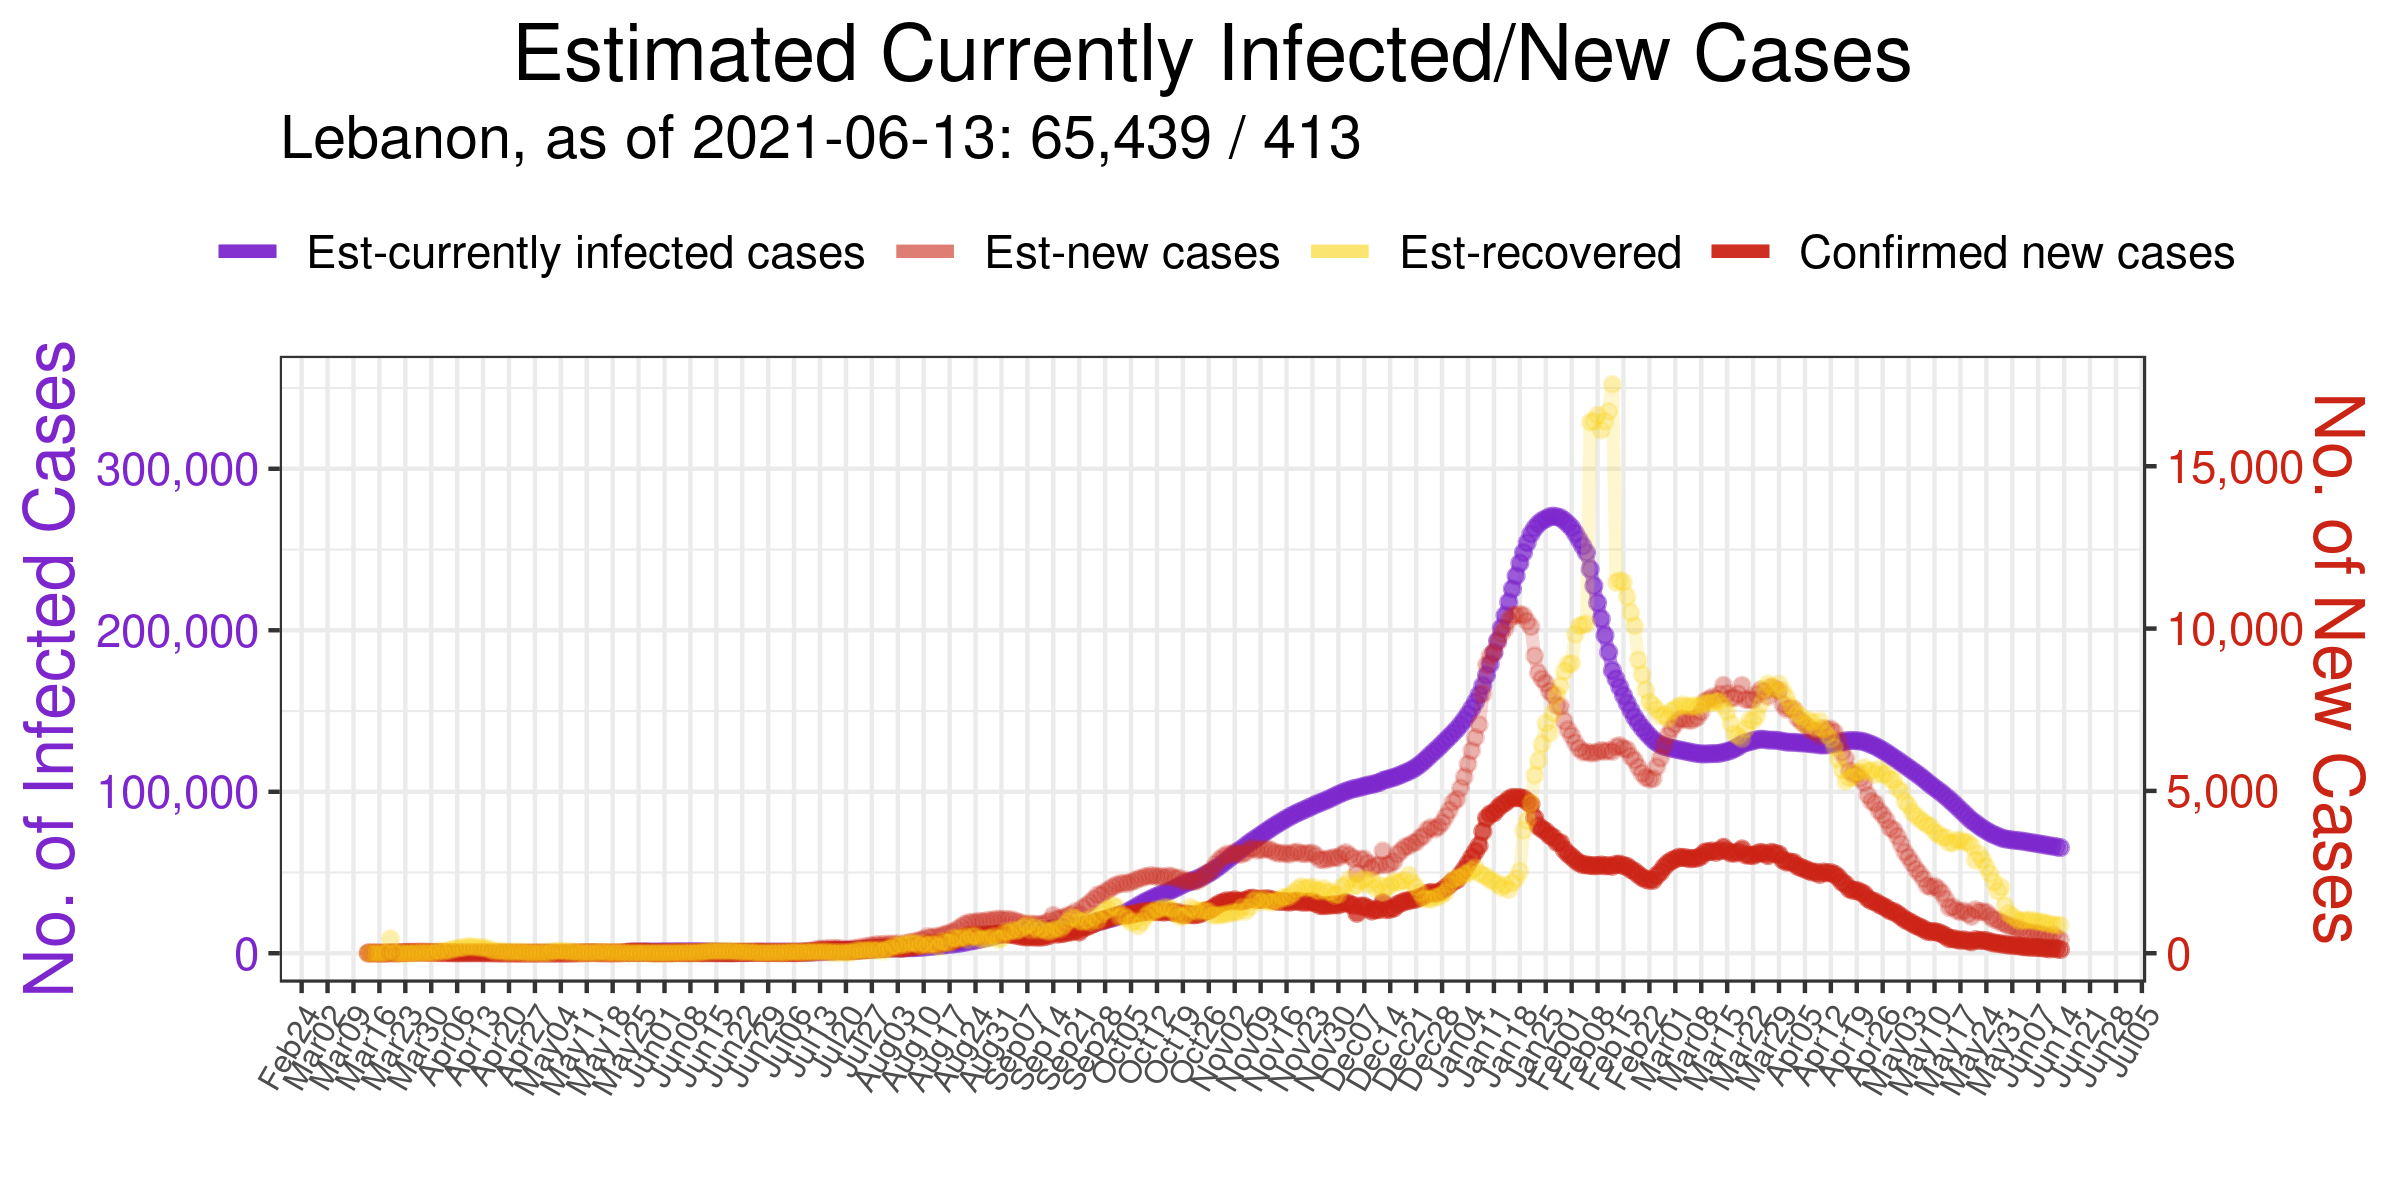 Estimated Currently Infected/New Cases
Lebanon, as of 2021-06-13: 65,439 / 413
Est-currently infected cases Est-new cases Est-recovered Confirmed new cases
No. of Infected Cases
300,000
200,000
100,000
0
15,000
10,000
5,000
0
No. of New Cases
Feb24 Mar02 Mar09 Mar16 Mar23 Mar30 Apr06 Apr13 Apr20 Apr27 May04 May11 May18 May25 Jun01 Jun08 Jun15 Jun22 Jun29 Jul06 Jul13 Jul20 Jul27 Aug03 Aug10 Aug17 Aug24 Aug31 Sep07 Sep14 Sep21 Sep28 Oct05 Oct12 Oct19 Oct26 Nov02 Nov09 Nov16 Nov23 Nov30 Dec07 Dec14 Dec21 Dec28 Jan04 Jan11 Jan18 Jan25 Feb01 Feb08 Feb15 Feb22 Mar01 Mar08 Mar15 Mar22 Mar29 Apr05 Apr12 Apr19 Apr26 May03 May10 May17 May24 May31 Jun07 Jun14 Jun21 Jun28 Jul05